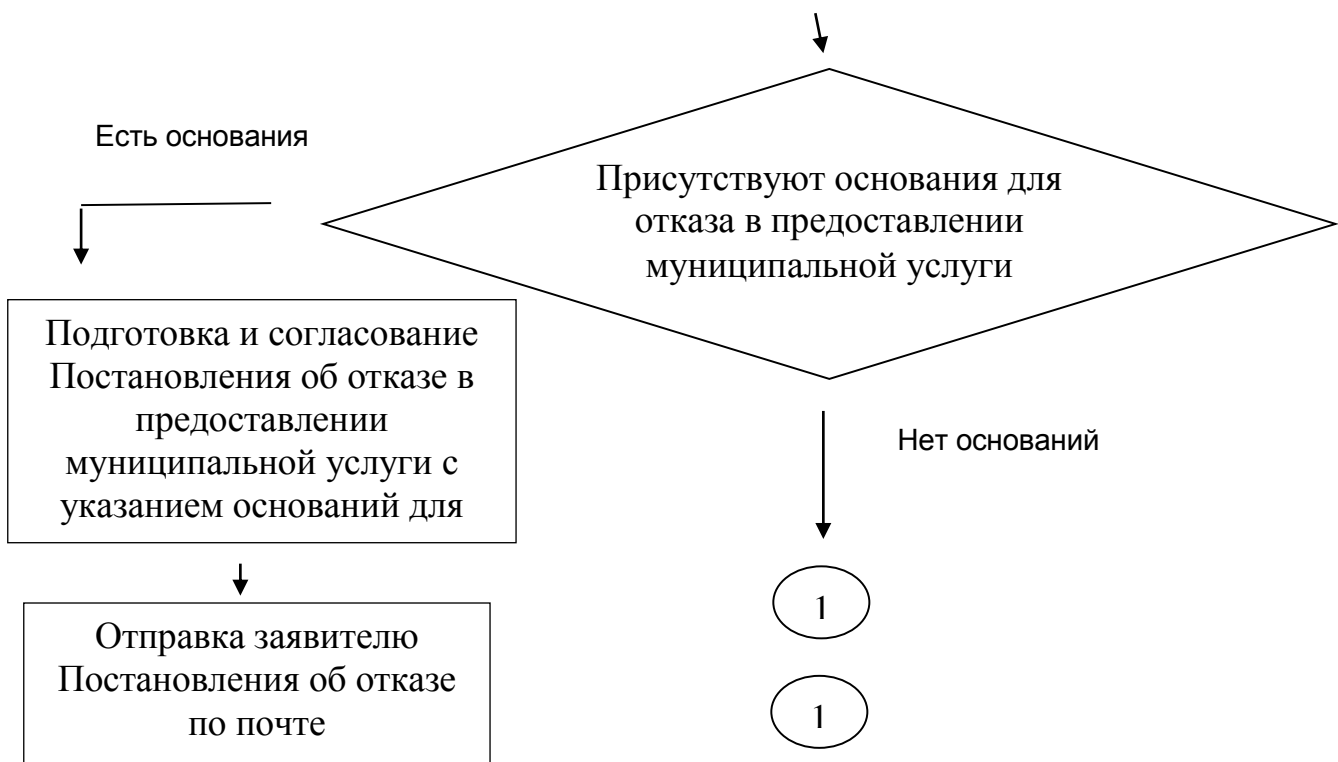 Есть основания
Присутствуют основания для
отказа в предоставлении
муниципальной услуги
Подготовка и согласование
Постановления об отказе в
предоставлении
муниципальной услуги с
указанием оснований для
Нет оснований
Отправка заявителю
Постановления об отказе
по почте
1
1